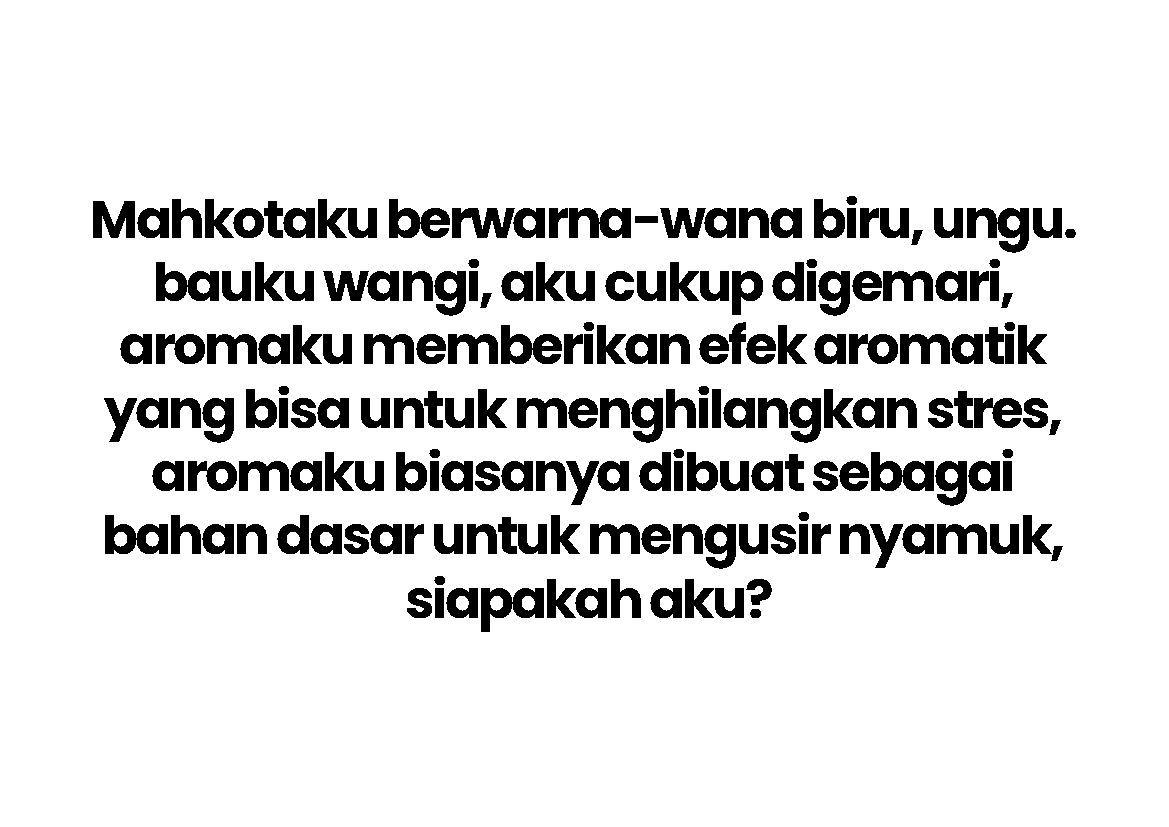 Mahkotaku berwarna-wana biru, ungu.
bauku wangi, aku cukup digemari,
aromaku memberikan efek aromatik
yang bisa untuk menghilangkan stres,
aromaku biasanya dibuat sebagai
bahan dasar untuk mengusir nyamuk,
siapakah aku?